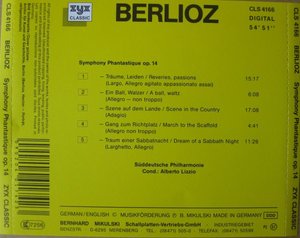 CLS 4166 BERLIOZ Symphony Phantastique op. 14 ZYX CLASSIC
zyx
CLASSIC
BERLIOZ
CLS 4166
DIGITAL
54'51''
Symphony Phantastique op. 14
1 - Träume, Leiden / Reveries, passions 15:17
(Largo, Allegro agitato appassionato assai)
2 - Ein Ball, Walzer / A ball, waltz 6:08
(Allegro – non troppo)
3 - Szene auf dem Lande / Scene in the Country
(Adagio)
4 - Gang zum Richtplatz / March to the Scaffold 4:41
(Allegro non troppo)
5 - Traum einer Sabbatnacht / Dream of a Sabbath Night 11:26
(Larghetto, Allegro)
Süddeutsche Philharmonie
Cond.: Alberto Lizzio
GERMAN/ENGLISH C MUSIKFÖRDERUNG P B. MIKULSKI MADE IN GERMANY
BERNHARD MIKULSKI Schallplatten-Vertriebs-GmbH INDUSTRIEGEBIET
BENZSTR. D-6295 MERENBERG
CLS 4166 BERLIOZ Symphony Phantastique op. 14 ZYX CLASSIC